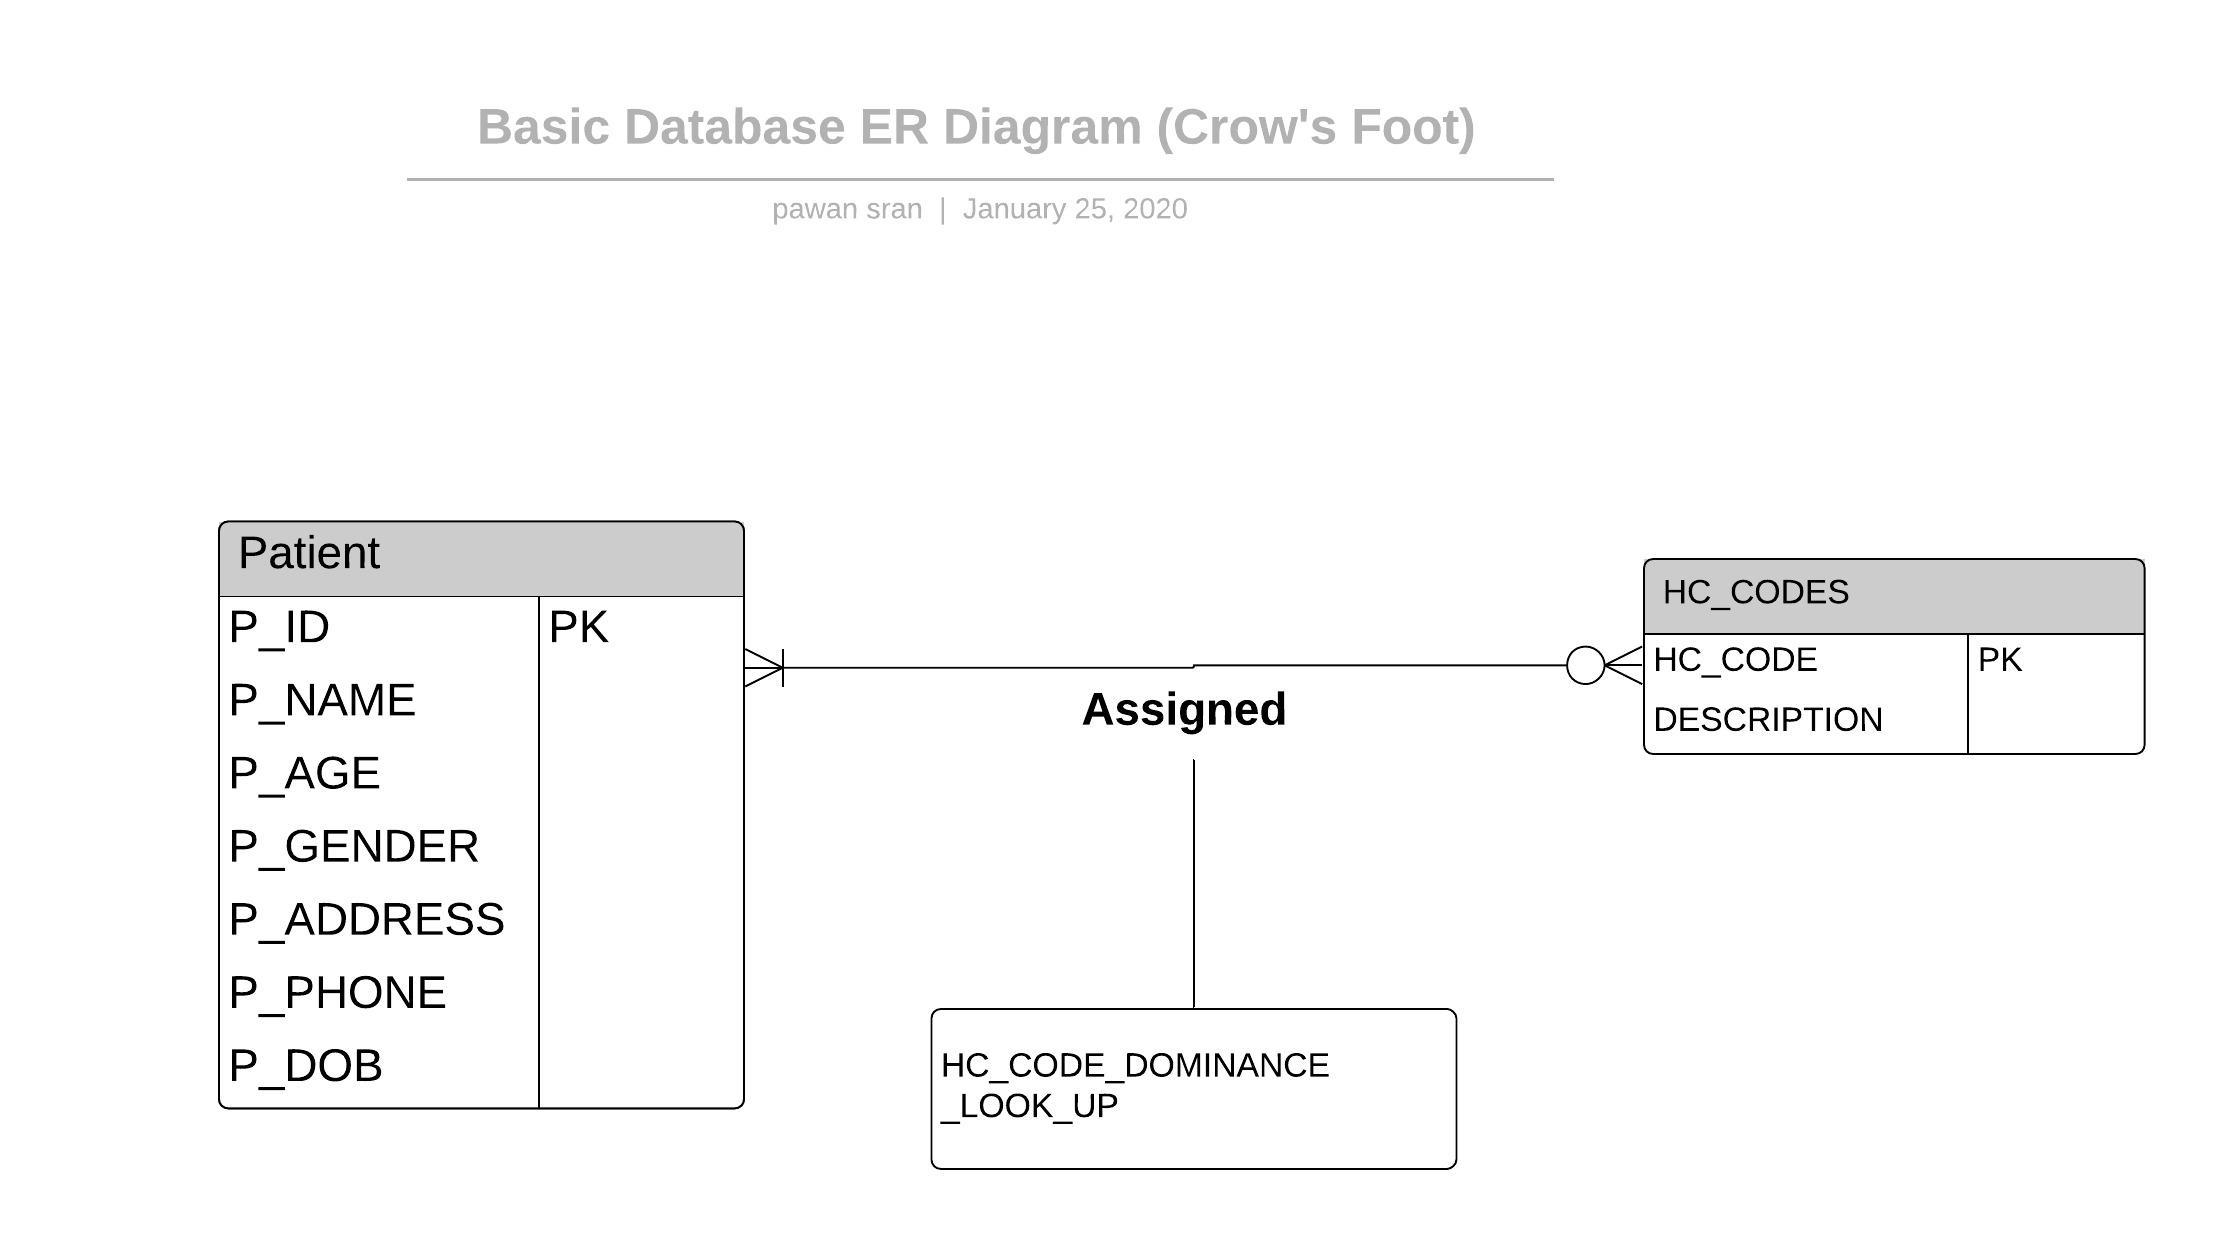 Basic Database ER Diagram (Crow's Foot)
pawan sran | January 25, 2020
Patient
P_ID PK
P_NAME
P_AGE
P_GENDER
P_ADDRESS
P_PHONE
P_DOB
Assigned
HC_CODES
HC_CODE PK
DESCRIPTION
HC_CODE_DOMINANCE
_LOOK_UP